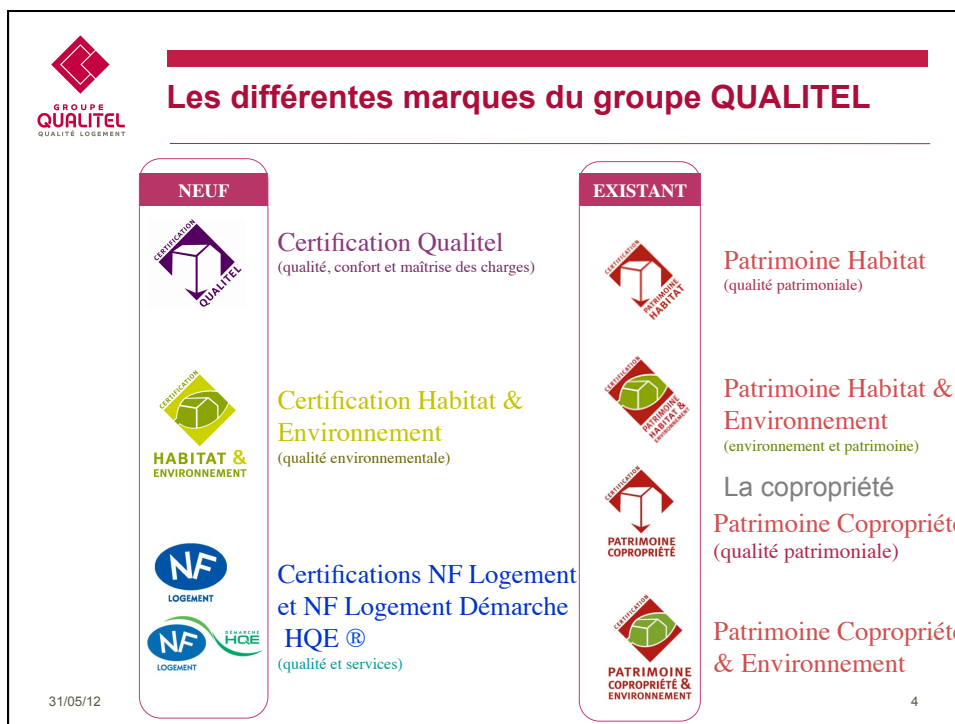 GROUPE
QUALITEL
QUALITÉ LOGEMENT
Les différentes marques du groupe QUALITEL
NEUF
CERTIFICATION
QUALITEL
Certification Qualitel
(qualité, confort et maîtrise des charges)
CERTIFICATION
HABITAT &
ENVIRONNEMENT
Certification Habitat &
Environnement
(qualité environnementale)
NF
LOGEMENT
NF
LOGEMENT
DÉMARCHE
HQE
Certifications NF Logement
et NF Logement Démarche
HQE ®
(qualité et services)
EXISTANT
CERTIFICATION
PATRIMOINE
HABITAT
Patrimoine Habitat
(qualité patrimoniale)
CERTIFICATION
PATRIMOINE
HABITAT &
ENVIRONNEMENT
Patrimoine Habitat &
Environnement
(environnement et patrimoine)
La copropriété
CERTIFICATION
PATRIMOINE
COPROPRIÉTÉ
Patrimoine Copropriété
(qualité patrimoniale)
CERTIFICATION
PATRIMOINE
COPROPRIÉTÉ &
ENVIRONNEMENT
Patrimoine Copropriété
& Environnement
31/05/12
4